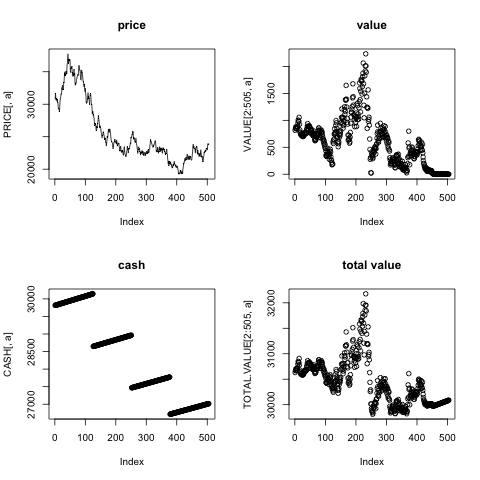 price
PRICE[, a]
20000 30000
0 100 200 300 400 500
Index
value
VALUE[2:505, a]
0 500 1500
0 100 200 300 400 500
Index
cash
CASH[, a]
27000 28500 30000
0 100 200 300 400 500
Index
total value
TOTAL.VALUE[2:505, a]
30000 31000 32000
0 100 200 300 400 500
Index